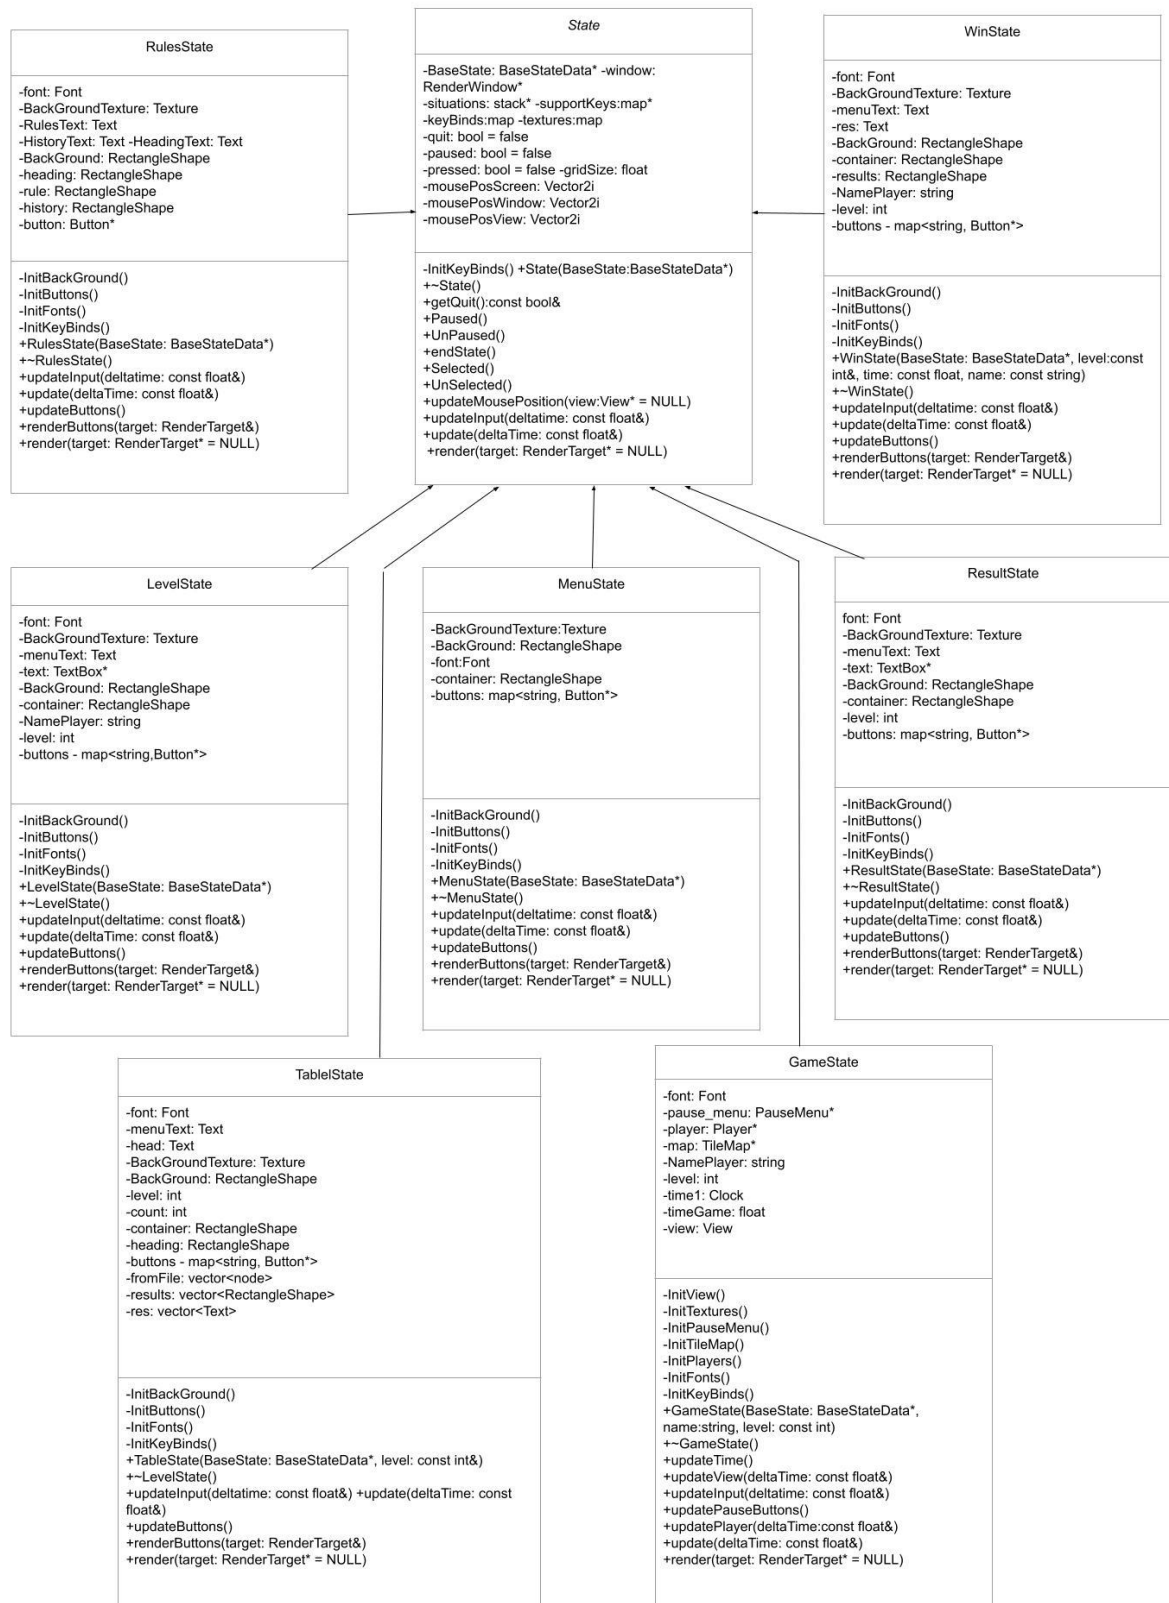 RulesState
-font: Font
-BackGroundTexture: Texture
-RulesText: Text
-HistoryText: Text -HeadingText: Text
-BackGround: RectangleShape
-heading: RectangleShape
-rule: RectangleShape
-history: RectangleShape
-button: Button*
-InitBackGround()
-InitButtons()
-InitFonts()
-InitKeyBinds()
+RulesState(BaseState: BaseStateData*)
+~RulesState()
+updateInput(deltatime: const float&)
+update(deltaTime: const float&)
+updateButtons()
+renderButtons(target: RenderTarget&)
+render(target: RenderTarget* = NULL)
State
-BaseState: BaseStateData* -window:
RenderWindow*
-situations: stack* -supportKeys:map*
-keyBinds:map -textures:map
-quit: bool = false
-paused: bool = false
-pressed: bool = false -gridSize: float
-mousePosScreen: Vector2i
-mousePosWindow: Vector2i
-mousePosView: Vector2i
-InitKeyBinds() +State(BaseState:BaseStateData*)
+~State()
+getQuit():const bool&
+Paused()
+UnPaused()
+endState()
+Selected()
+UnSelected()
+updateMousePosition(view:View* = NULL)
+updateInput(deltatime: const float&)
+update(deltaTime: const float&)
+render(target: RenderTarget* = NULL)
WinState
-font: Font
-BackGroundTexture: Texture
-menuText: Text
-res: Text
-BackGround: RectangleShape
-container: RectangleShape
-results: RectangleShape
-NamePlayer: string
-level: int
-buttons - map<string, Button*>
-InitBackGround()
-InitButtons()
-InitFonts()
-InitKeyBinds()
+WinState(BaseState: BaseStateData*, level:const
int&, time: const float, name: const string)
+~WinState()
+updateInput(deltatime: const float&)
+update(deltaTime: const float&)
+updateButtons()
+renderButtons(target: RenderTarget&)
+render(target: RenderTarget* = NULL)
LevelState
-font: Font
-BackGroundTexture: Texture
-menuText: Text
-text: TextBox*
-BackGround: RectangleShape
-container: RectangleShape
-NamePlayer: string
-level: int
-buttons - map<string,Button*>
-InitBackGround()
-InitButtons()
-InitFonts()
-InitKeyBinds()
+LevelState(BaseState: BaseStateData*)
+~LevelState()
+updateInput(deltatime: const float&)
+update(deltaTime: const float&)
+updateButtons()
+renderButtons(target: RenderTarget&)
+render(target: RenderTarget* = NULL)
MenuState
-BackGroundTexture:Texture
-BackGround: RectangleShape
-font:Font
-container: RectangleShape
-buttons: map<string, Button*>
-InitBackGround()
-InitButtons()
-InitFonts()
-InitKeyBinds()
+MenuState(BaseState: BaseStateData*)
+~MenuState()
+updateInput(deltatime: const float&)
+update(deltaTime: const float&)
+updateButtons()
+renderButtons(target: RenderTarget&)
+render(target: RenderTarget* = NULL)
ResultState
font: Font
-BackGroundTexture: Texture
-menuText: Text
-text: TextBox*
-BackGround: RectangleShape
-container: RectangleShape
-level: int
-buttons: map<string, Button*>
-InitBackGround()
-InitButtons()
-InitFonts()
-InitKeyBinds()
+ResultState(BaseState: BaseStateData*)
+~ResultState()
+updateInput(deltatime: const float&)
+update(deltaTime: const float&)
+updateButtons()
+renderButtons(target: RenderTarget&)
+render(target: RenderTarget* = NULL)
TablelState
-font: Font
-menuText: Text
-head: Text
-BackGroundTexture: Texture
-BackGround: RectangleShape
-level: int
-count: int
-container: RectangleShape
-heading: RectangleShape
-buttons - map<string, Button*>
-fromFile: vector<node>
-results: vector<RectangleShape>
-res: vector<Text>
-InitBackGround()
-InitButtons()
-InitFonts()
-InitKeyBinds()
+TableState(BaseState: BaseStateData*, level: const int&)
+~LevelState()
+updateInput(deltatime: const float&) +update(deltaTime: const
float&)
+updateButtons()
+renderButtons(target: RenderTarget&)
+render(target: RenderTarget* = NULL)
GameState
-font: Font
-pause_menu: PauseMenu*
-player: Player*
-map: TileMap*
-NamePlayer: string
-level: int
-time1: Clock
-timeGame: float
-view: View
-InitView()
-InitTextures()
-InitPauseMenu()
-InitTileMap()
-InitPlayers()
-InitFonts()
-InitKeyBinds()
+GameState(BaseState: BaseStateData*,
name:string, level: const int)
+~GameState()
+updateTime()
+updateView(deltaTime: const float&)
+updateInput(deltatime: const float&)
+updatePauseButtons()
+updatePlayer(deltaTime:const float&)
+update(deltaTime: const float&)
+render(target: RenderTarget* = NULL)